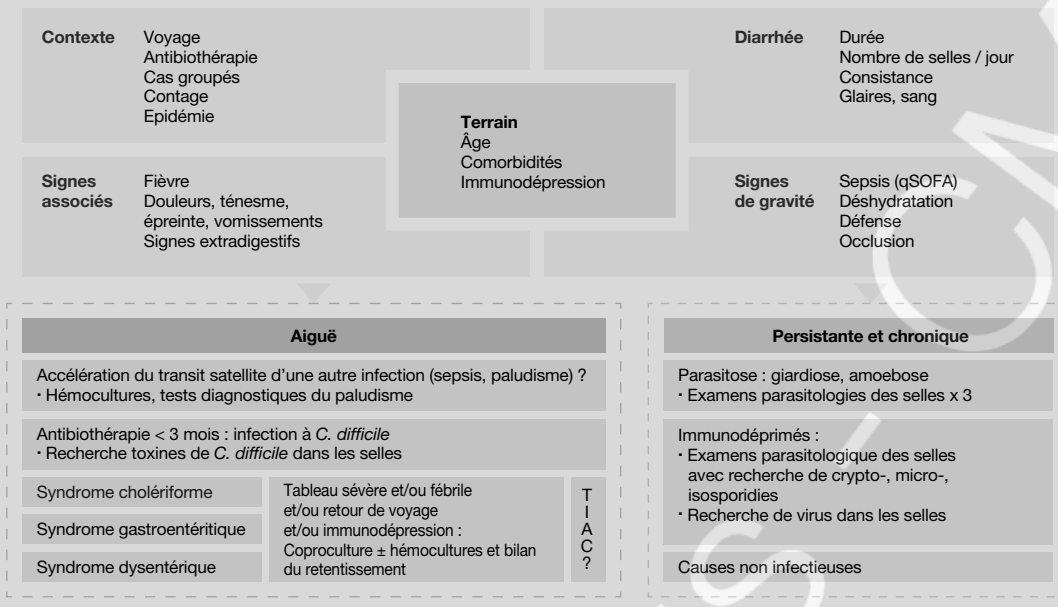 Contexte
Voyage
Antibiothérapie
Cas groupés
Contage
Epidémie
Diarrhée
Durée
Nombre de selles / jour
Consistance
Glaires, sang
Terrain
Âge
Comorbidités
Immunodépression
Signes
associés
Fièvre
Douleurs, ténesme,
épreinte, vomissements
Signes extradigestifs
Signes
de gravité
Sepsis (qSOFA)
Déshydratation
Défense
Occlusion
Aiguë
Accélération du transit satellite d'une autre infection (sepsis, paludisme) ?
· Hémocultures, tests diagnostiques du paludisme
Antibiothérapie < 3 mois : infection à C. difficile
· Recherche toxines de C. difficile dans les selles
Syndrome cholériforme
Syndrome gastroentéritique
Syndrome dysentérique
Tableau sévère et/ou fébrile
et/ou retour de voyage
et/ou immunodépression :
Coproculture ± hémocultures et bilan
du retentissement
T
I
A
C
?
Persistante et chronique
Parasitose : giardiose, amoebose
· Examens parasitologies des selles x 3
Immunodéprimés :
· Examens parasitologique des selles
avec recherche de crypto-, micro-,
isosporidies
· Recherche de virus dans les selles
Causes non infectieuses